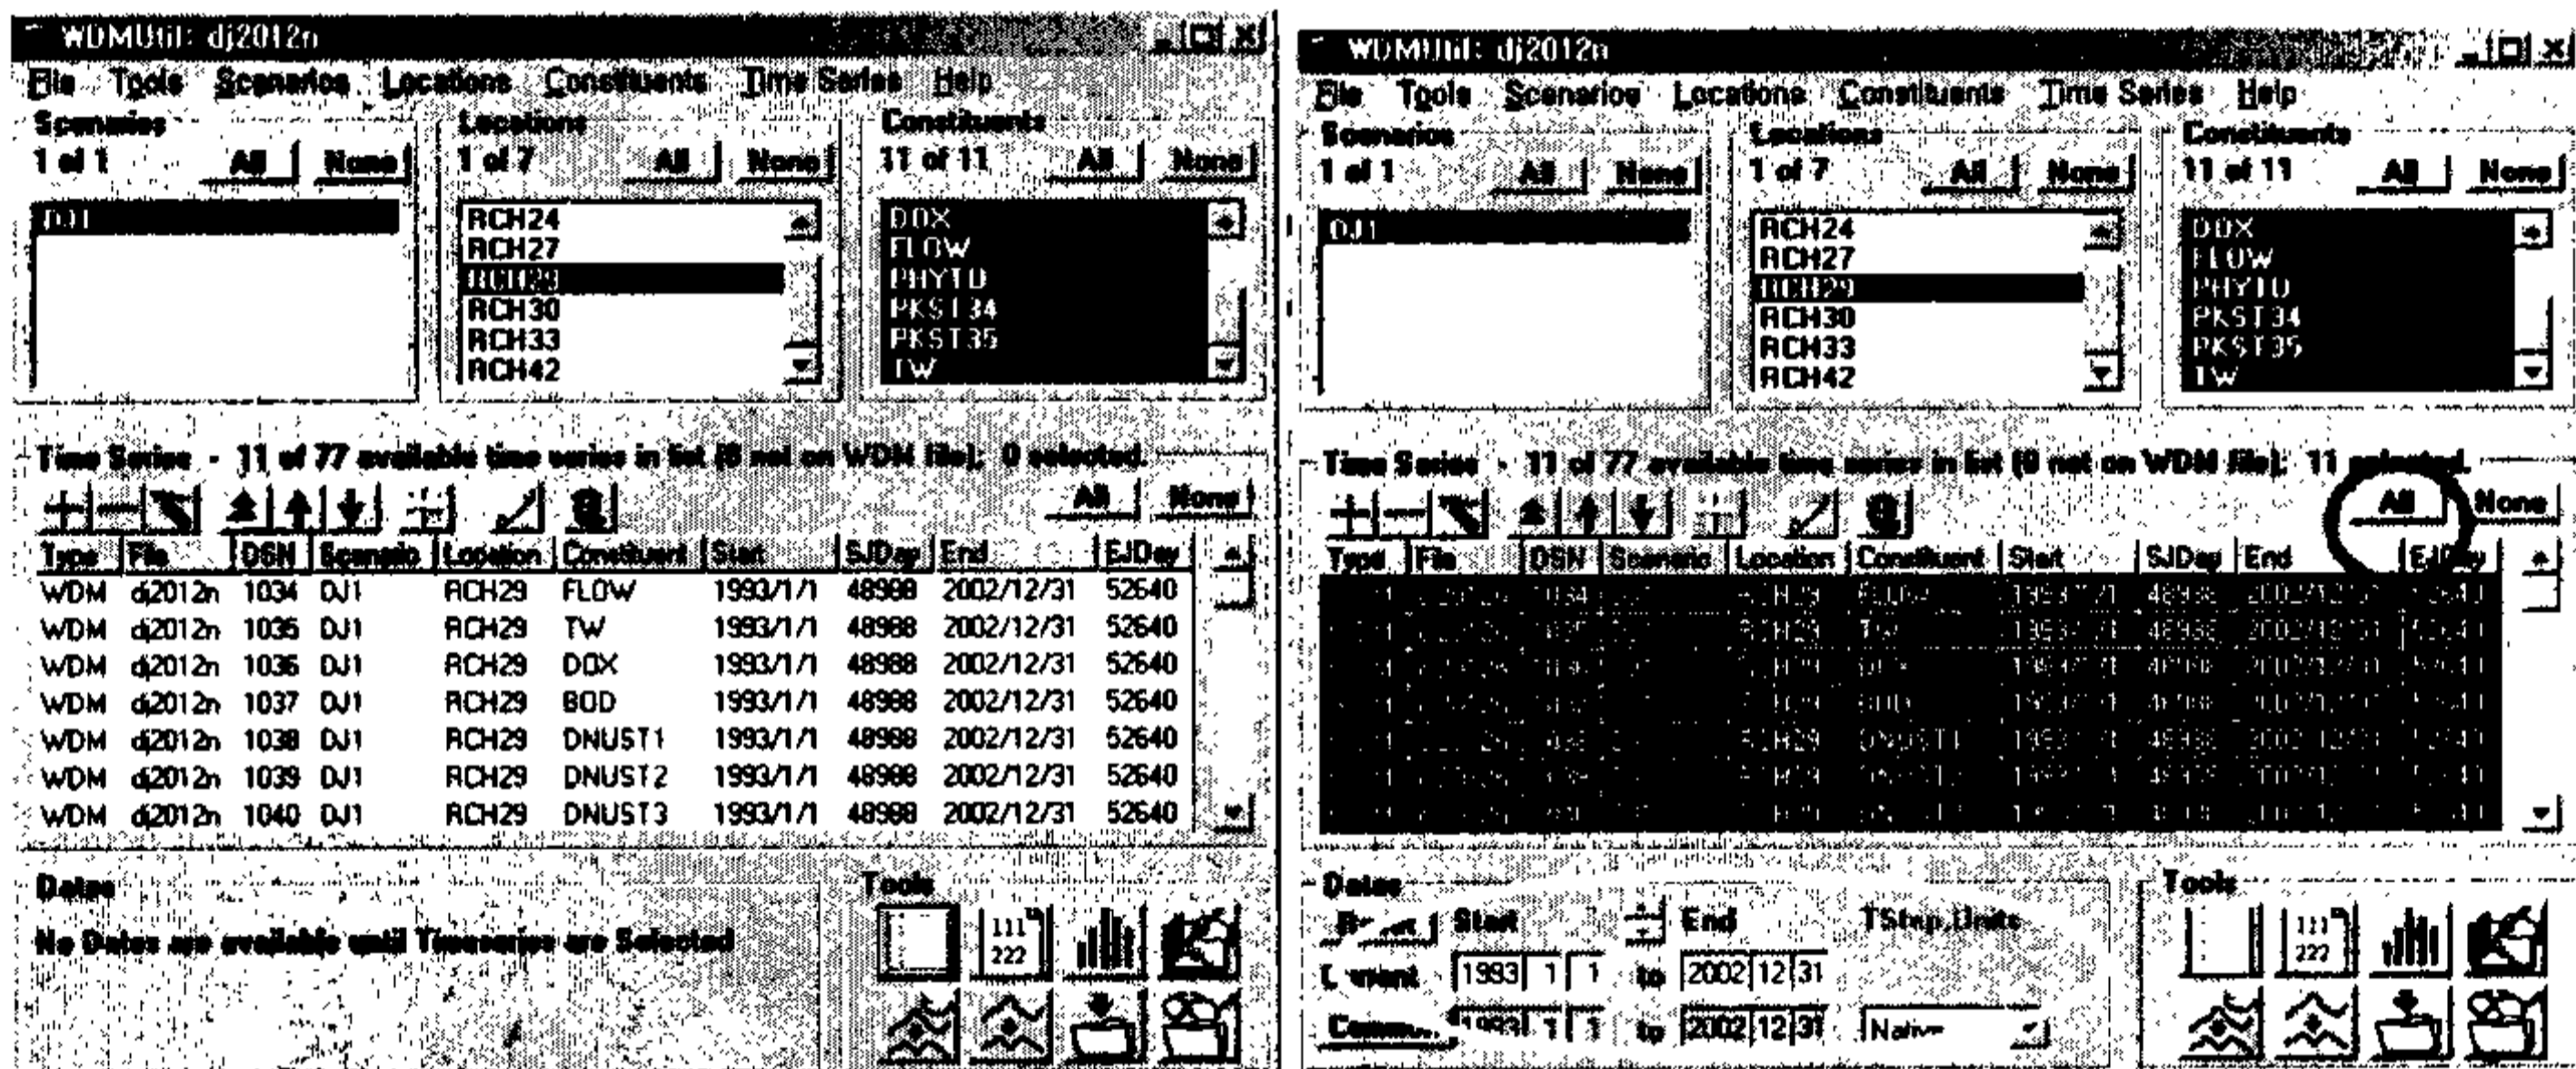 WDMUtil: dj2012n
File Tools Scenarios Locations Constituents Time Series Help
Scenarios Locations Constituents
1 of 1 All None 1 of 7 All None 11 of 11 All None
DJ1
RCH24
RCH27
RCH29
RCH30
RCH33
RCH42
DOX
FLOW
PHYTO
PKST34
PKST35
TW
Time Series - 11 of 77 available time series in list (0 not on WDM file); 0 selected.
All None
Type File DSN Scenario Location Constituent Start SJDay End EJDay
WDM dj2012n 1034 DJ1 RCH29 FLOW 1993/1/1 48988 2002/12/31 52640
WDM dj2012n 1035 DJ1 RCH29 TW 1993/1/1 48988 2002/12/31 52640
WDM dj2012n 1036 DJ1 RCH29 DOX 1993/1/1 48988 2002/12/31 52640
WDM dj2012n 1037 DJ1 RCH29 BOD 1993/1/1 48988 2002/12/31 52640
WDM dj2012n 1038 DJ1 RCH29 DNUST1 1993/1/1 48988 2002/12/31 52640
WDM dj2012n 1039 DJ1 RCH29 DNUST2 1993/1/1 48988 2002/12/31 52640
WDM dj2012n 1040 DJ1 RCH29 DNUST3 1993/1/1 48988 2002/12/31 52640
Dates Tools
No Dates are available until Timeseries are Selected
111
222
WDMUtil: dj2012n
File Tools Scenarios Locations Constituents Time Series Help
Scenarios Locations Constituents
1 of 1 All None 1 of 7 All None 11 of 11 All None
DJ1
RCH24
RCH27
RCH29
RCH30
RCH33
RCH42
DOX
FLOW
PHYTO
PKST34
PKST35
TW
Time Series - 11 of 77 available time series in list (0 not on WDM file); 11 selected.
All None
Type File DSN Scenario Location Constituent Start SJDay End EJDay
RCH29 TW 48988
RCH29 DNUST1 48988
Dates Tools
Reset Start End TStep,Units
Current 1993 1 1 to 2002 12 31
Common 1993 1 1 to 2002 12 31 Native
111
222